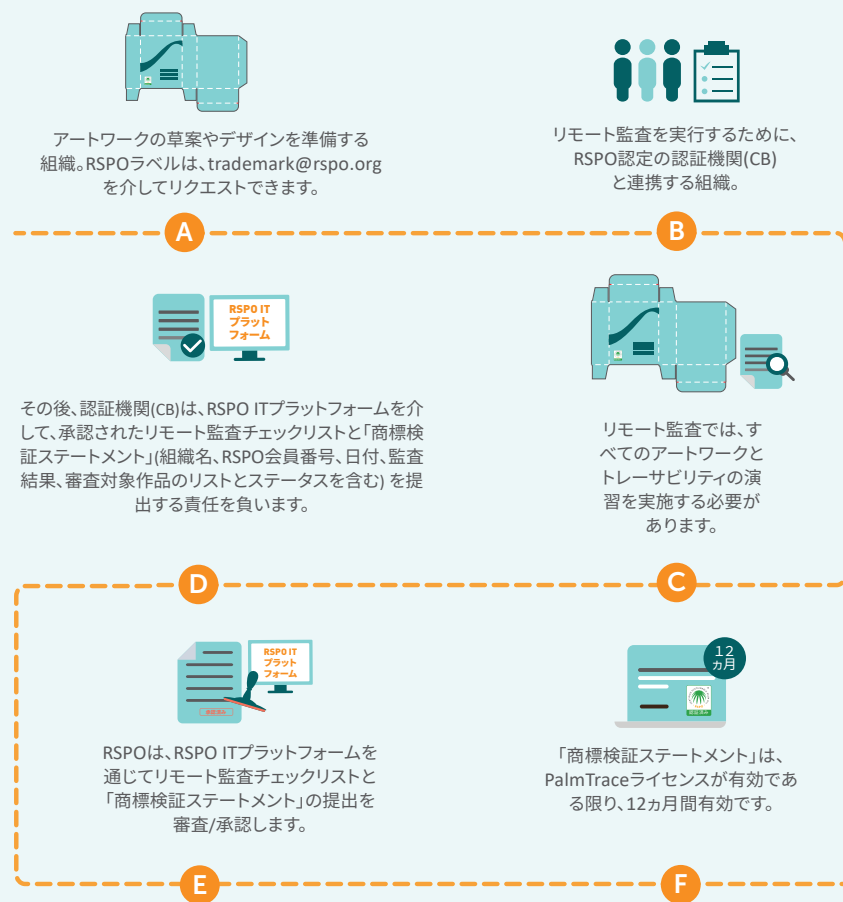 アートワークの草案やデザインを準備する
組織。RSPOラベルは、trademark@rspo.org
を介してリクエストできます。
A
リモート監査を実行するために、
RSPO認定の認証機関(CB)
と連携する組織。
B
RSPO IT
プラット
フォーム
その後、認証機関(CB)は、RSPO ITプラットフォームを介
して、承認されたリモート監査チェックリストと「商標検
証ステートメント」(組織名、RSPO会員番号、日付、監査
結果、審査対象作品のリストとステータスを含む) を提
出する責任を負います。
D
リモート監査では、す
べてのアートワークと
トレーサビリティの演
習を実施する必要が
あります。
C
RSPO IT
プラット
フォーム
RSPOは、RSPO ITプラットフォームを
通じてリモート監査チェックリストと
「商標検証ステートメント」の提出を
審査/承認します。
E
12
ヵ月
「商標検証ステートメント」は、
PalmTraceライセンスが有効であ
る限り、12ヵ月間有効です。
F